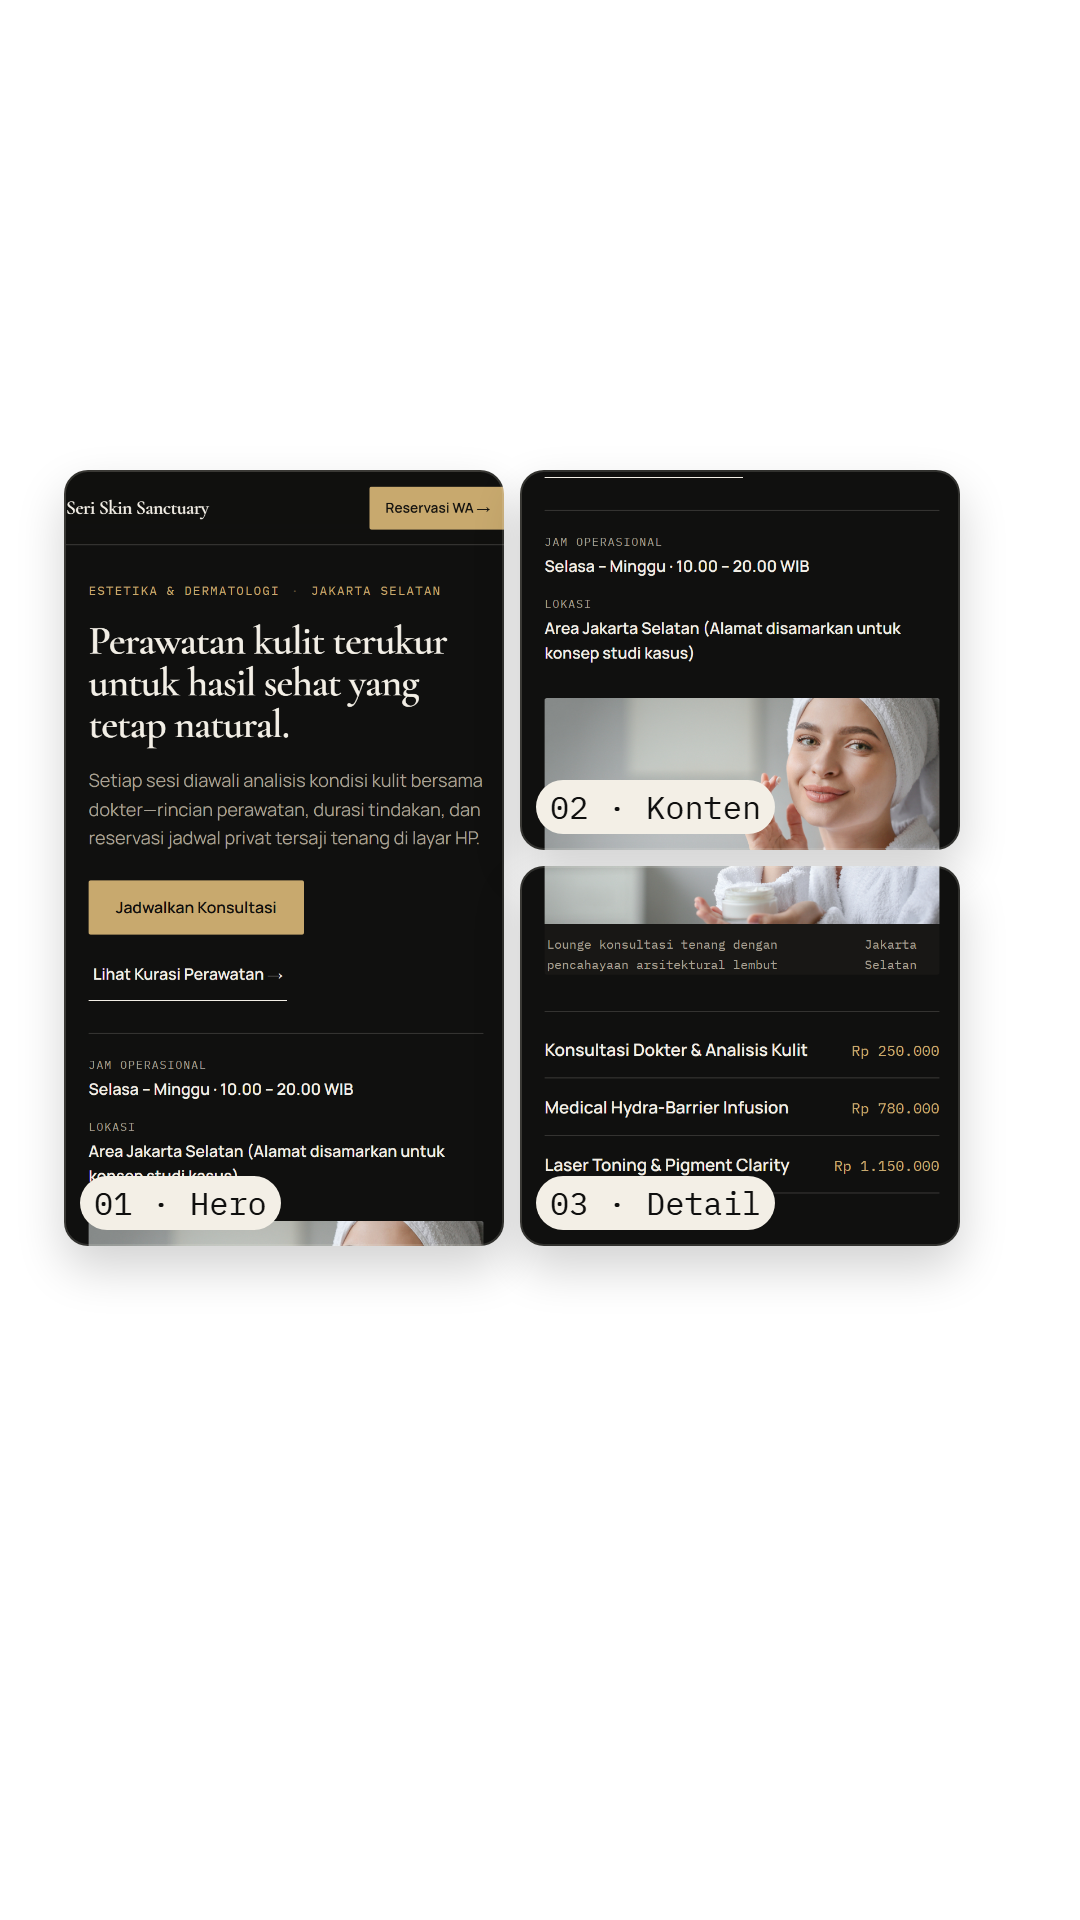 Seri Skin Sanctuary
Reservasi WA →
ESTETIKA & DERMATOLOGI · JAKARTA SELATAN
Perawatan kulit terukur
untuk hasil sehat yang
tetap natural.
Setiap sesi diawali analisis kondisi kulit bersama
dokter—rincian perawatan, durasi tindakan, dan
reservasi jadwal privat tersaji tenang di layar HP.
Jadwalkan Konsultasi
Lihat Kurasi Perawatan →
JAM OPERASIONAL
Selasa – Minggu · 10.00 – 20.00 WIB
LOKASI
Area Jakarta Selatan (Alamat disamarkan untuk
konsep studi kasus)
01 · Hero
JAM OPERASIONAL
Selasa – Minggu · 10.00 – 20.00 WIB
LOKASI
Area Jakarta Selatan (Alamat disamarkan untuk
konsep studi kasus)
02 · Konten
Lounge konsultasi tenang dengan
pencahayaan arsitektural lembut
Jakarta
Selatan
Konsultasi Dokter & Analisis Kulit Rp 250.000
Medical Hydra-Barrier Infusion Rp 780.000
Laser Toning & Pigment Clarity Rp 1.150.000
03 · Detail